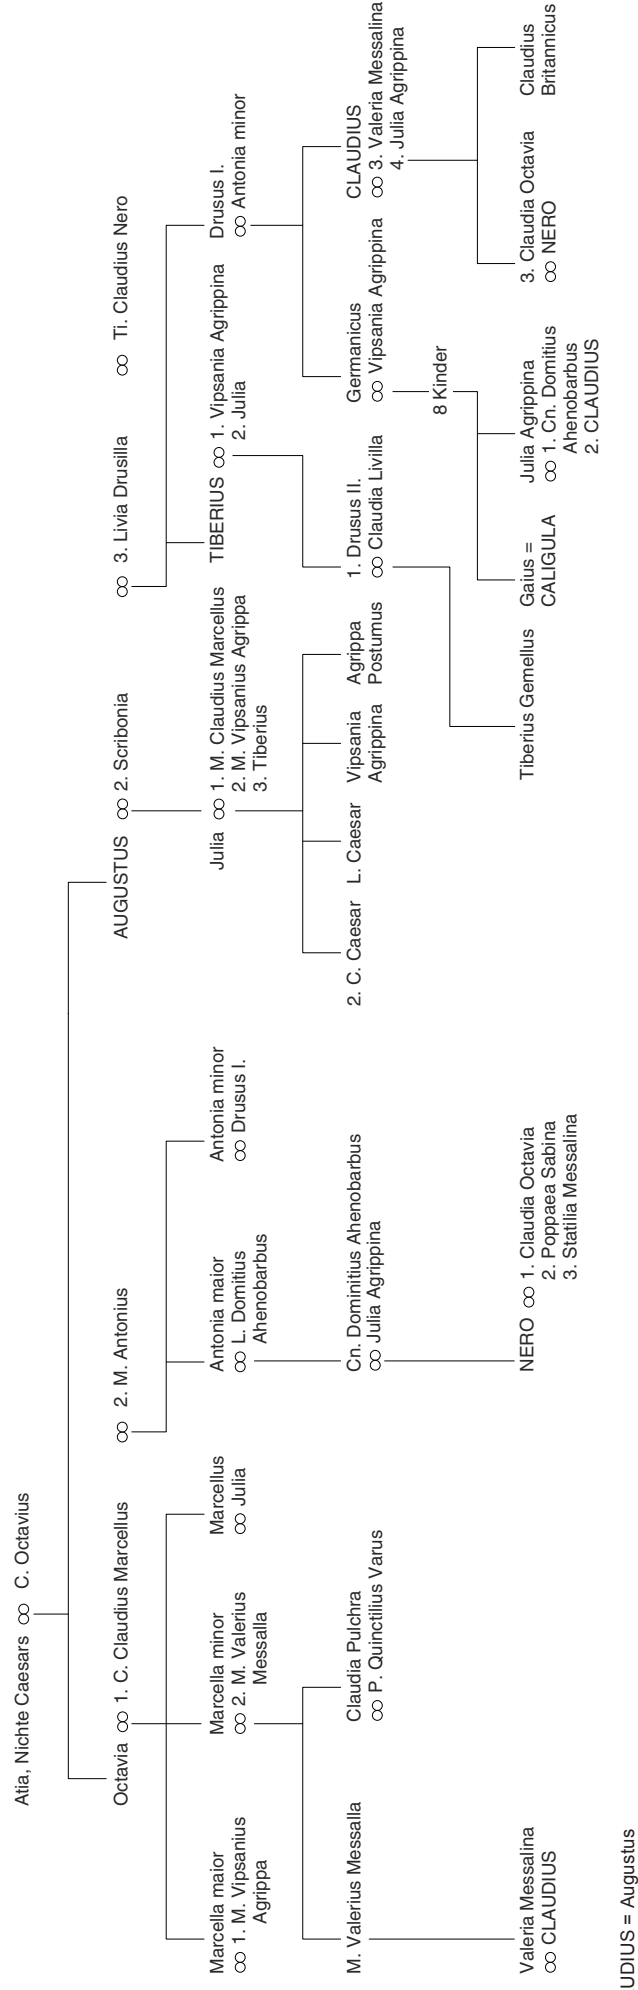 Atia, Nichte Caesars ∞ C. Octavius
Octavia ∞ 1. C. Claudius Marcellus
∞ 2. M. Antonius
AUGUSTUS ∞ 2. Scribonia
∞ 3. Livia Drusilla
∞ Ti. Claudius Nero
Marcella maior
∞ 1. M. Vipsanius
Agrippa
Marcella minor
∞ 2. M. Valerius
Messalla
Marcellus
∞ Julia
Antonia maior
∞ L. Domitius
Ahenobarbus
Antonia minor
∞ Drusus I.
Julia ∞ 1. M. Claudius Marcellus
2. M. Vipsanius Agrippa
3. Tiberius
TIBERIUS ∞ 1. Vipsania Agrippina
2. Julia
Drusus I.
∞ Antonia minor
M. Valerius Messalla
Claudia Pulchra
∞ P. Quinctilius Varus
Cn. Dominitius Ahenobarbus
∞ Julia Agrippina
2. C. Caesar
L. Caesar
Vipsania
Agrippina
Agrippa
Postumus
1. Drusus II.
∞ Claudia Livilla
Germanicus
∞ Vipsania Agrippina
CLAUDIUS
∞ 3. Valeria Messalina
4. Julia Agrippina
8 Kinder
Valeria Messalina
∞ CLAUDIUS
NERO ∞ 1. Claudia Octavia
2. Poppaea Sabina
3. Statilia Messalina
Tiberius Gemellus
Gaius =
CALIGULA
Julia Agrippina
∞ 1. Cn. Domitius
Ahenobarbus
2. CLAUDIUS
3. Claudia Octavia
∞ NERO
Claudius
Britannicus
UDIUS = Augustus